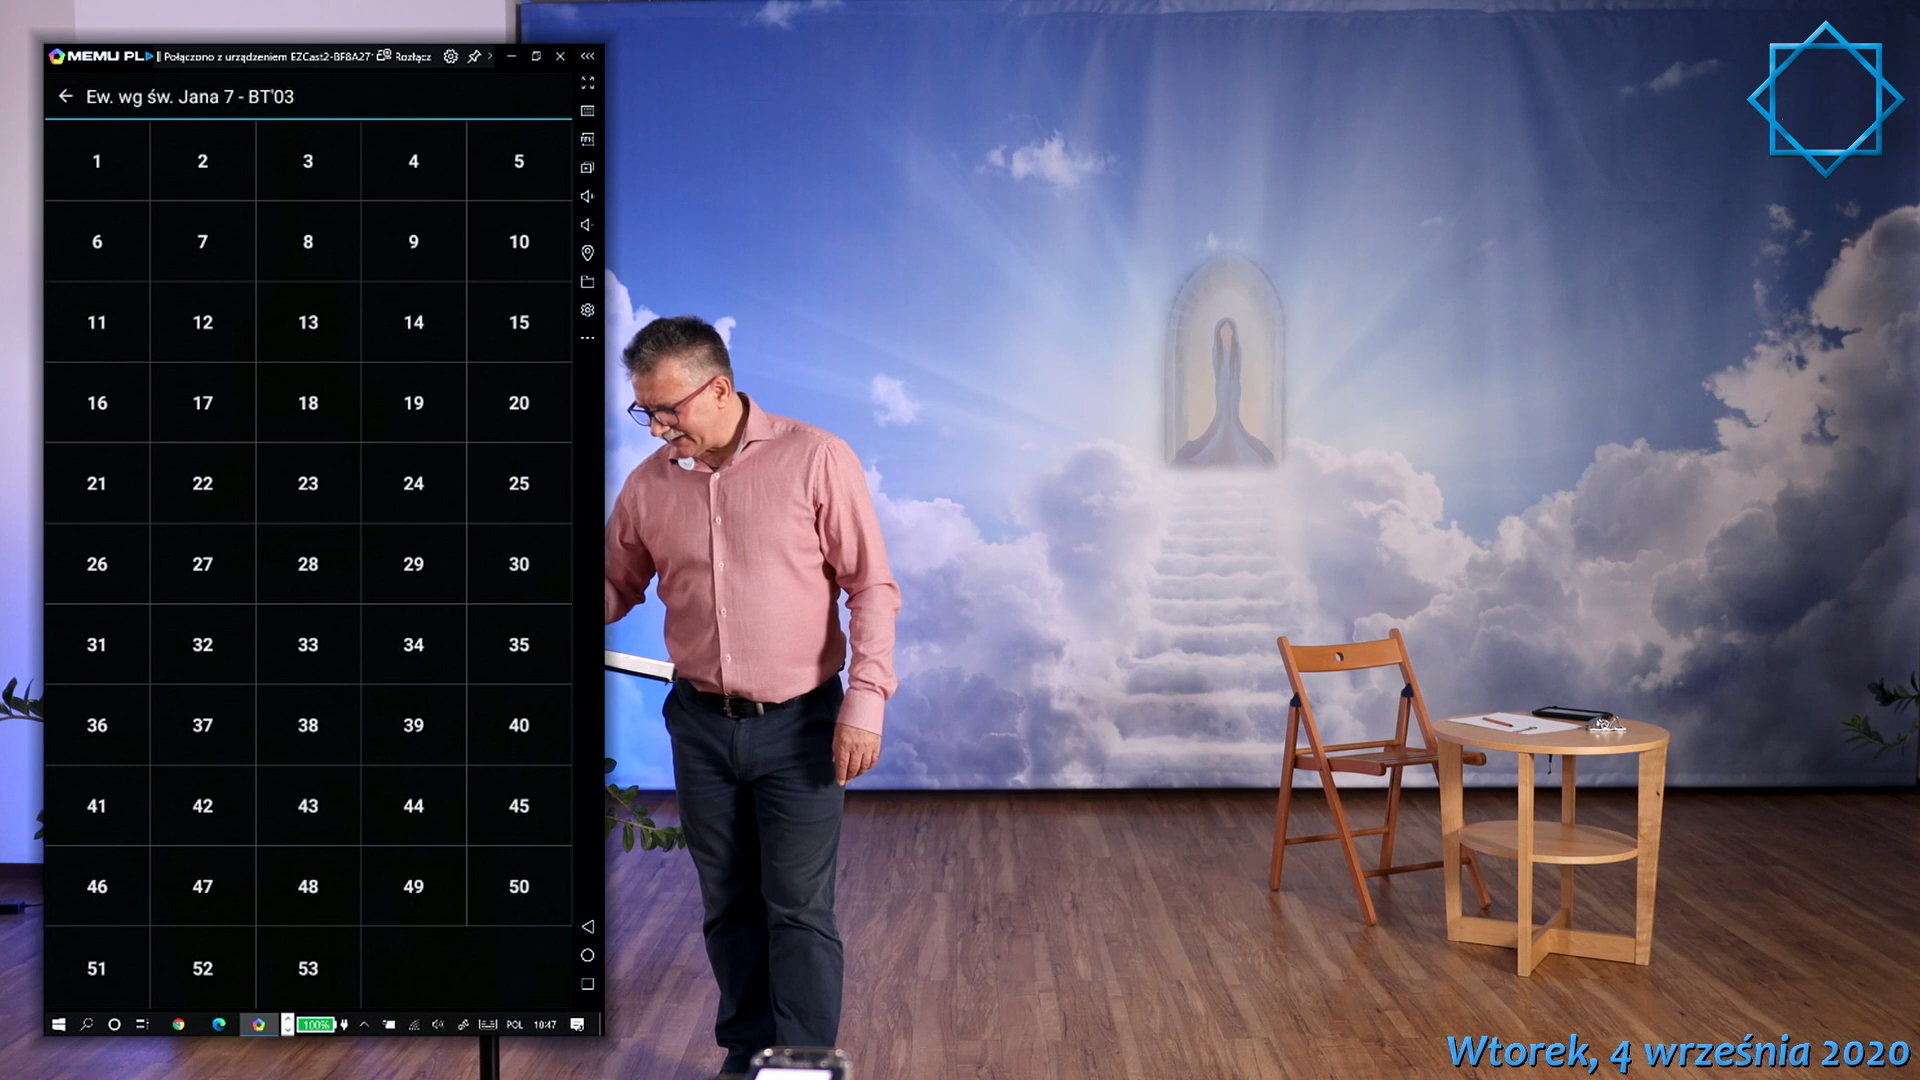 MEMU PL
Połączono z urządzeniem EZCast2-BF8A27
Rozłącz
Ew. wg św. Jana 7 - BT'03
1 2 3 4 5
6 7 8 9 10
11 12 13 14 15
16 17 18 19 20
21 22 23 24 25
26 27 28 29 30
31 32 33 34 35
36 37 38 39 40
41 42 43 44 45
46 47 48 49 50
51 52 53
100%
POL
18:47
Wtorek, 4 września 2020